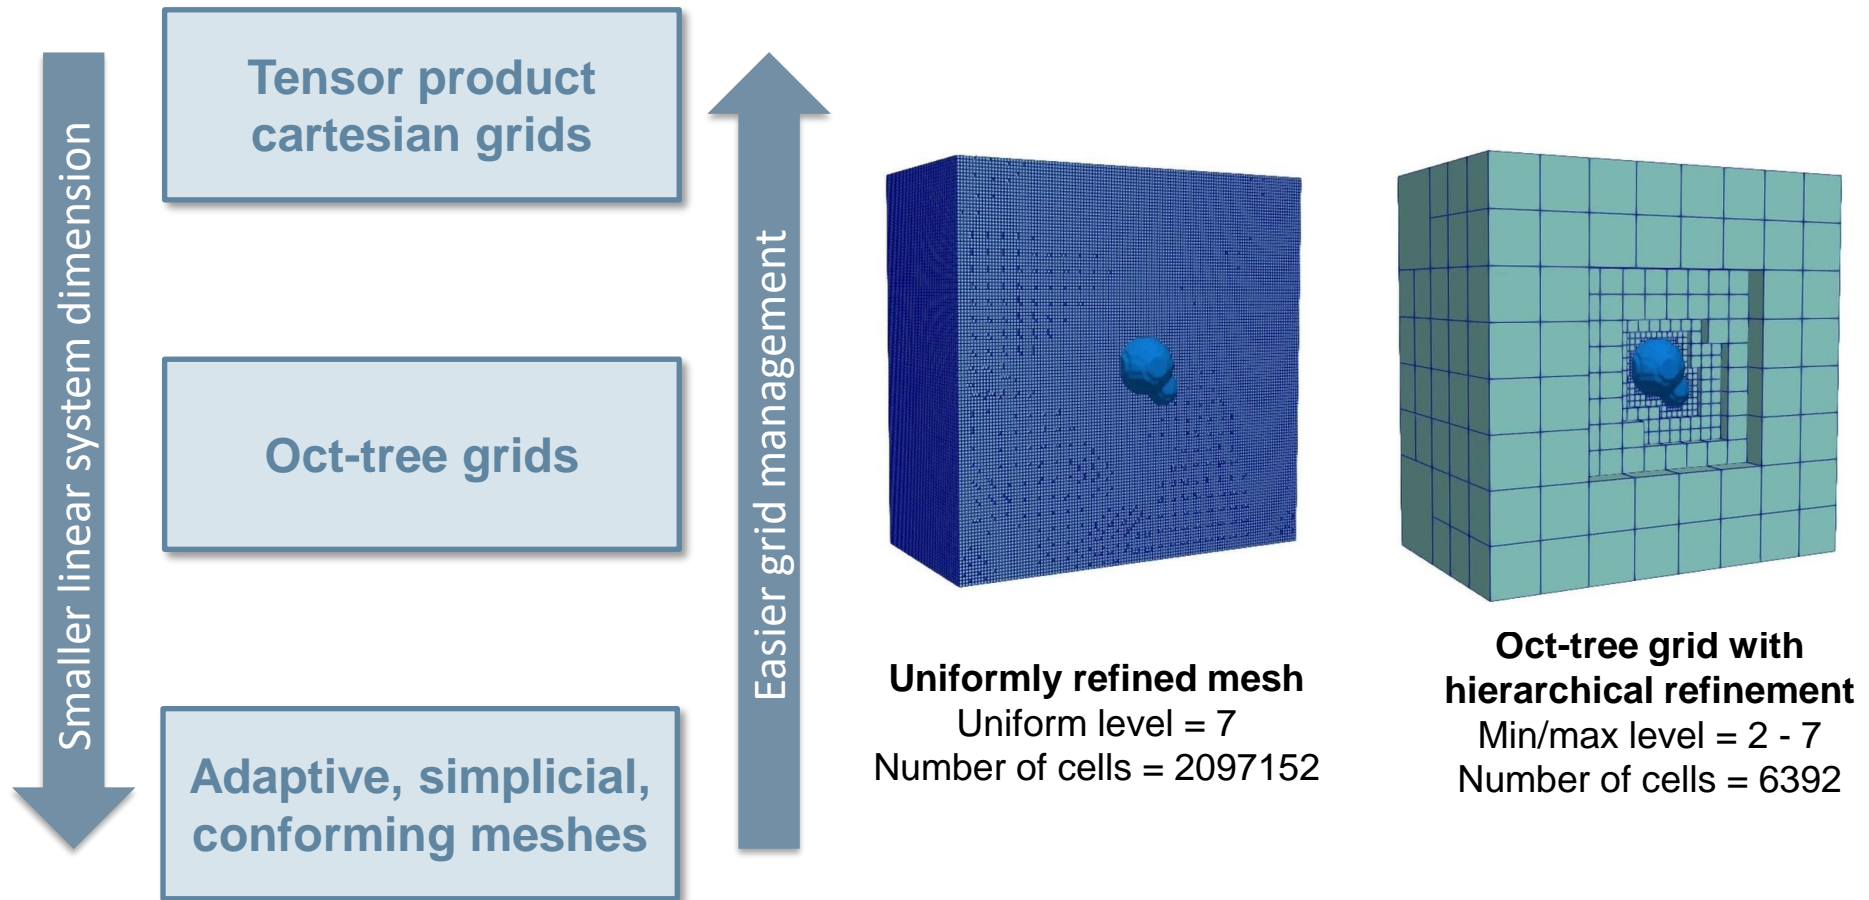 Smaller linear system dimension
Tensor product
cartesian grids
Oct-tree grids
Adaptive, simplicial,
conforming meshes
Easier grid management
Uniformly refined mesh
Uniform level = 7
Number of cells = 2097152
Oct-tree grid with
hierarchical refinement
Min/max level = 2 - 7
Number of cells = 6392